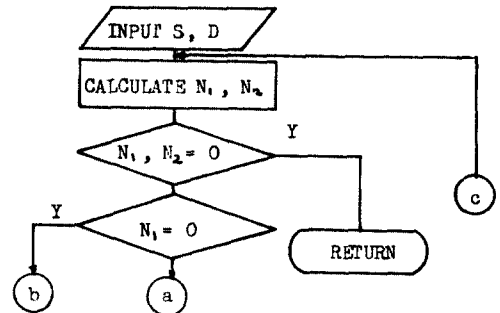 INPUT S, D
CALCULATE N₁ , N₂
N₁ , N₂ = 0
Y
c
N₁ = 0
Y
RETURN
b
a